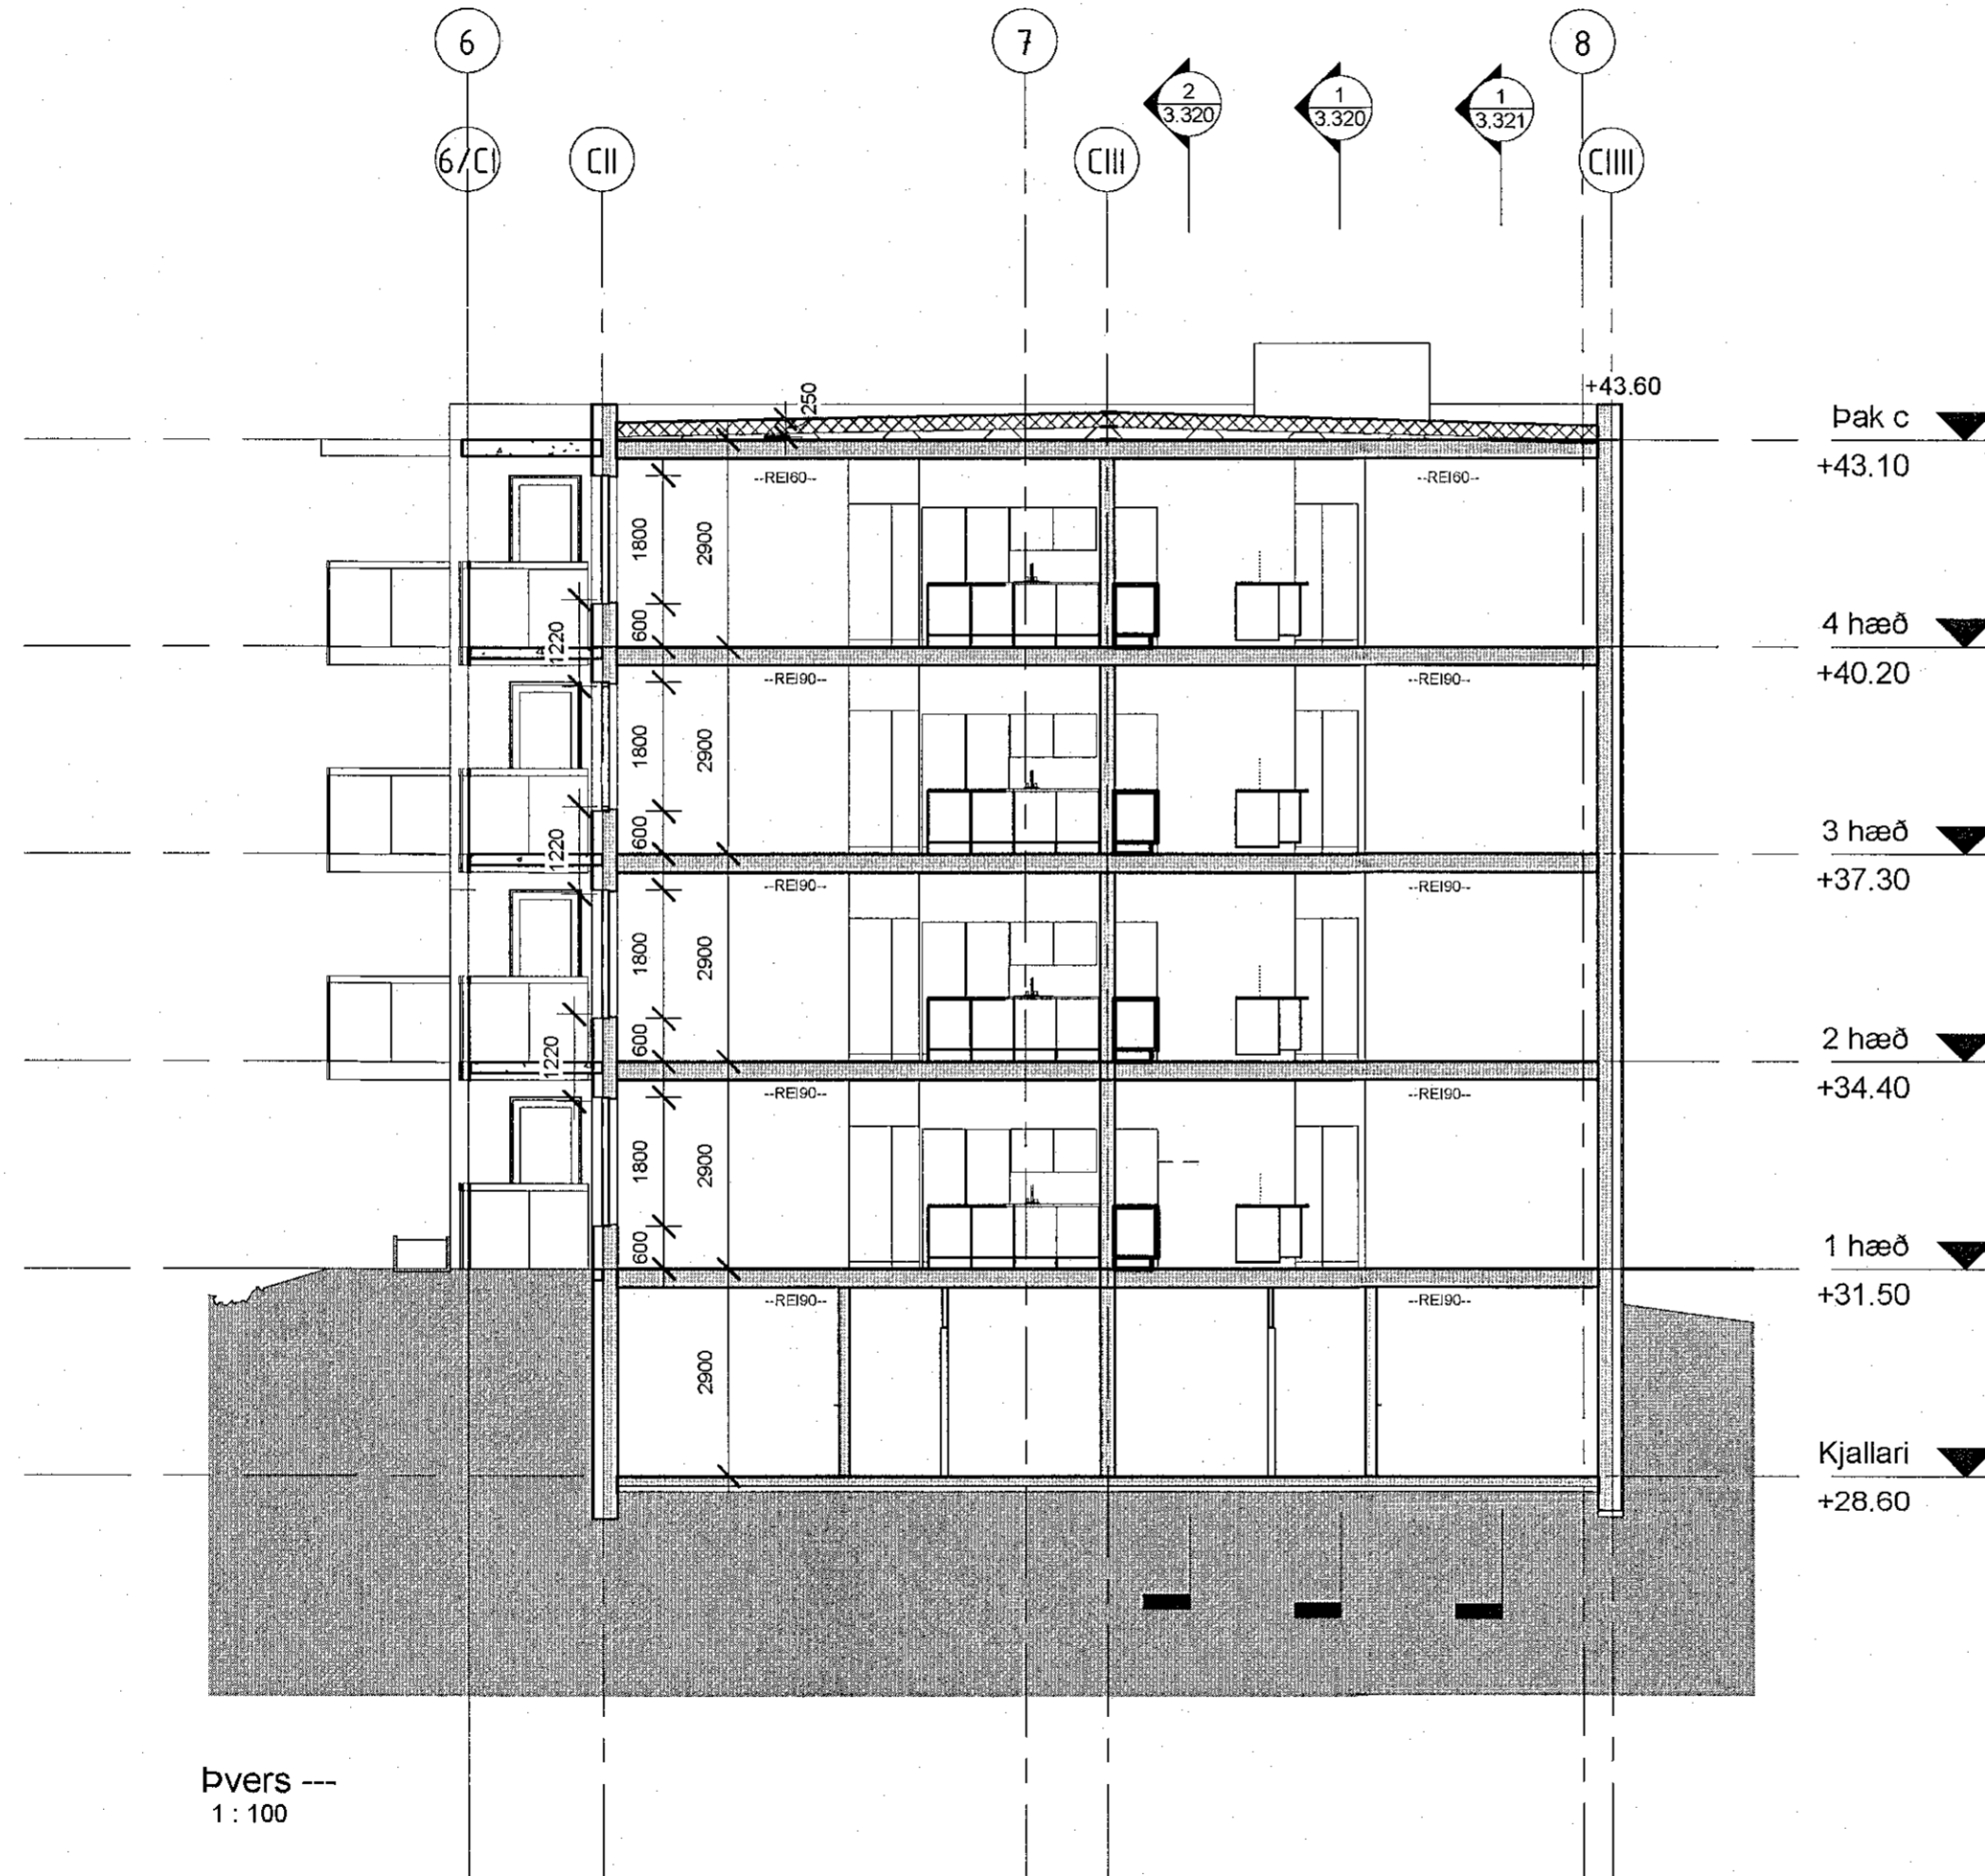 6
7
8
2
3.320
1
3.320
1
3.321
6/CI
CII
CIII
CIIII
250
+43.60
Þak c
+43.10
--REI60--
--REI60--
1800
2900
600
1220
4 hæð
+40.20
--REI90--
--REI90--
1800
2900
600
1220
3 hæð
+37.30
--REI90--
--REI90--
1800
2900
600
1220
2 hæð
+34.40
--REI90--
--REI90--
1800
2900
600
1 hæð
+31.50
--REI90--
--REI90--
2900
Kjallari
+28.60
Þvers ---
1 : 100